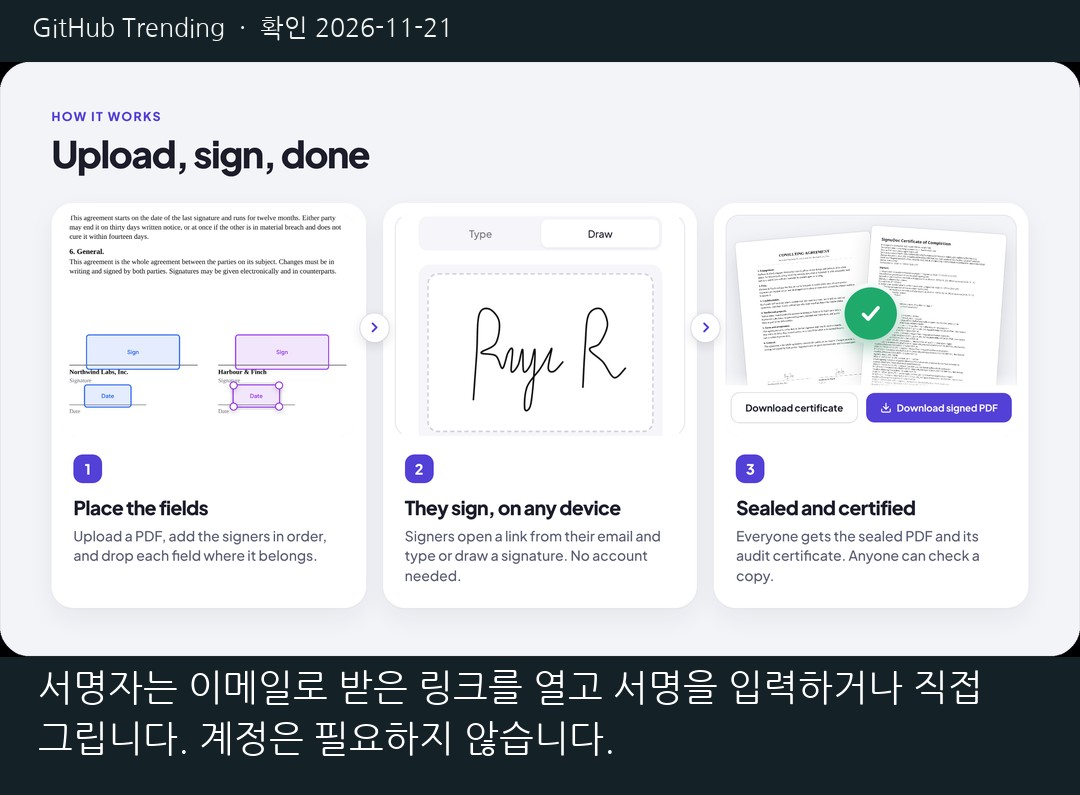 GitHub Trending · 확인 2026-11-21
HOW IT WORKS
Upload, sign, done
This agreement starts on the date of the last signature and runs for twelve months. Either party
may end it on thirty days written notice, or at once if the other is in material breach and does not
cure it within fourteen days.
6. General.
This agreement is the whole agreement between the parties on its subject. Changes must be in
writing and signed by both parties. Signatures may be given electronically and in counterparts.
Sign
Sign
Northwind Labs, Inc.
Harbour & Finch
Signature
Signature
Date
Date
Date
Date
Type
Draw
CONSULTING AGREEMENT
SignuDoc Certificate of Completion
Download certificate
Download signed PDF
1
Place the fields
Upload a PDF, add the signers in order,
and drop each field where it belongs.
2
They sign, on any device
Signers open a link from their email and
type or draw a signature. No account
needed.
3
Sealed and certified
Everyone gets the sealed PDF and its
audit certificate. Anyone can check a
copy.
서명자는 이메일로 받은 링크를 열고 서명을 입력하거나 직접
그립니다. 계정은 필요하지 않습니다.